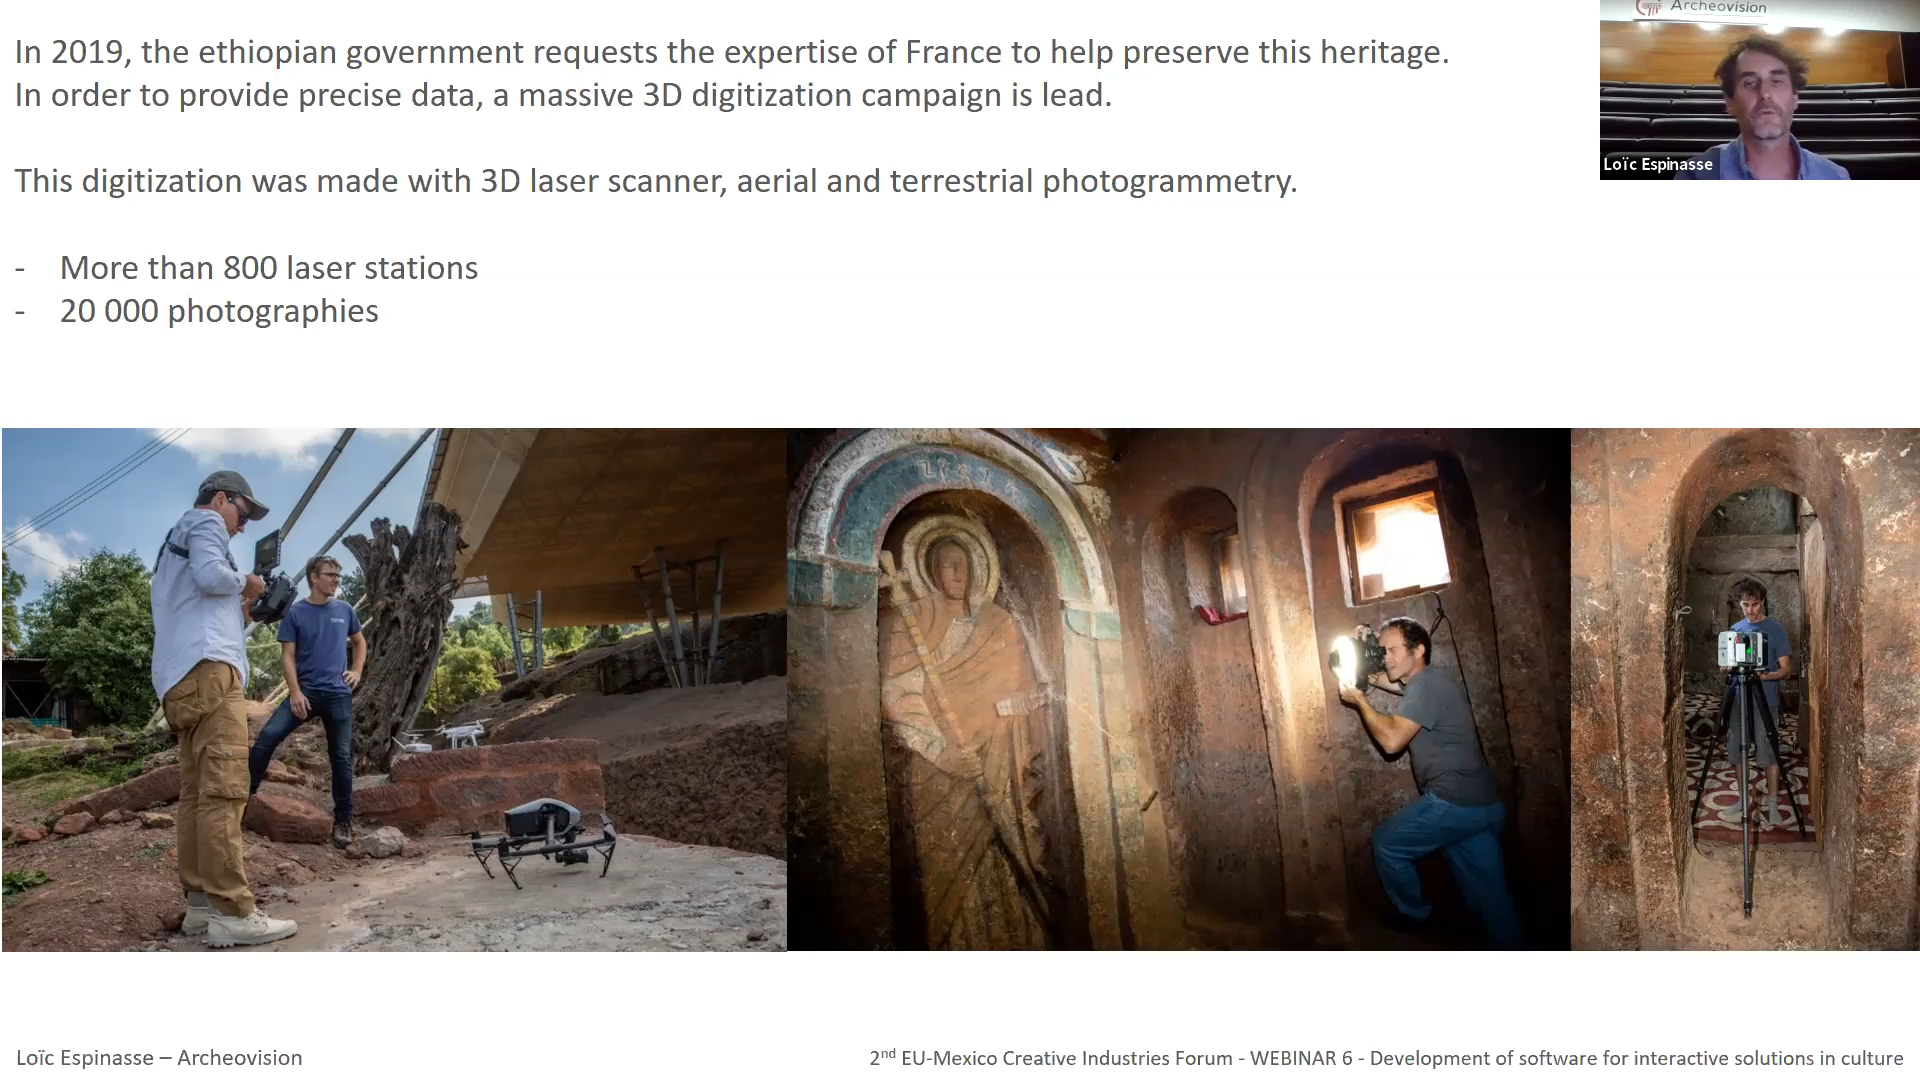 In 2019, the ethiopian government requests the expertise of France to help preserve this heritage.
In order to provide precise data, a massive 3D digitization campaign is lead.
This digitization was made with 3D laser scanner, aerial and terrestrial photogrammetry.
- More than 800 laser stations
- 20 000 photographies
Archeovision
Loïc Espinasse
Loïc Espinasse – Archeovision
2nd EU-Mexico Creative Industries Forum - WEBINAR 6 - Development of software for interactive solutions in culture